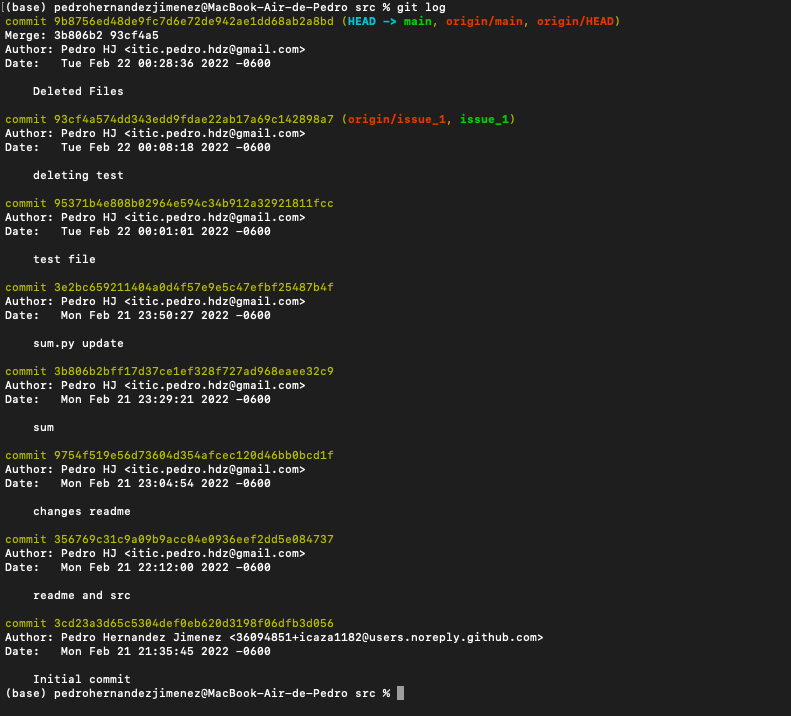 [(base) pedrohernandezjimenez@MacBook-Air-de-Pedro src % git log
commit 9b8756ed48de9fc7d6e72de942ae1dd68ab2a8bd (HEAD -> main, origin/main, origin/HEAD)
Merge: 3b806b2 93cf4a5
Author: Pedro HJ <itic.pedro.hdz@gmail.com>
Date:   Tue Feb 22 00:28:36 2022 -0600
Deleted Files
commit 93cf4a574dd343edd9fdae22ab17a69c142898a7 (origin/issue_1, issue_1)
Author: Pedro HJ <itic.pedro.hdz@gmail.com>
Date:   Tue Feb 22 00:08:18 2022 -0600
deleting test
commit 95371b4e808b02964e594c34b912a32921811fcc
Author: Pedro HJ <itic.pedro.hdz@gmail.com>
Date:   Tue Feb 22 00:01:01 2022 -0600
test file
commit 3e2bc659211404a0d4f57e9e5c47efbf25487b4f
Author: Pedro HJ <itic.pedro.hdz@gmail.com>
Date:   Mon Feb 21 23:50:27 2022 -0600
sum.py update
commit 3b806b2bff17d37ce1ef328f727ad968eaee32c9
Author: Pedro HJ <itic.pedro.hdz@gmail.com>
Date:   Mon Feb 21 23:29:21 2022 -0600
sum
commit 9754f519e56d73604d354afcec120d46bb0bcd1f
Author: Pedro HJ <itic.pedro.hdz@gmail.com>
Date:   Mon Feb 21 23:04:54 2022 -0600
changes readme
commit 356769c31c9a09b9acc04e0936eef2dd5e084737
Author: Pedro HJ <itic.pedro.hdz@gmail.com>
Date:   Mon Feb 21 22:12:00 2022 -0600
readme and src
commit 3cd23a3d65c5304def0eb620d3198f06dfb3d056
Author: Pedro Hernandez Jimenez <36094851+icaza1182@users.noreply.github.com>
Date:   Mon Feb 21 21:35:45 2022 -0600
Initial commit
(base) pedrohernandezjimenez@MacBook-Air-de-Pedro src %